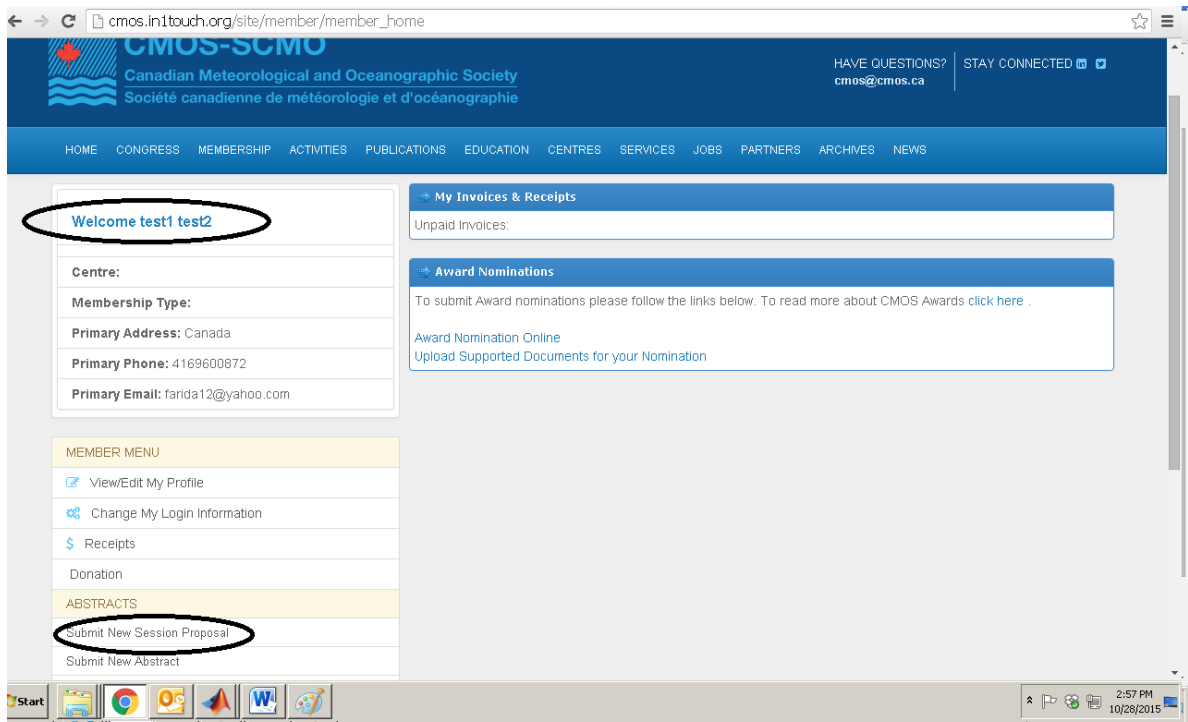 cmos.in1touch.org/site/member/member_home
CMOS-SCMO
Canadian Meteorological and Oceanographic Society
Société canadienne de météorologie et d'océanographie
HAVE QUESTIONS?
cmos@cmos.ca
STAY CONNECTED
HOME CONGRESS MEMBERSHIP ACTIVITIES PUBLICATIONS EDUCATION CENTRES SERVICES JOBS PARTNERS ARCHIVES NEWS
Welcome test1 test2
Centre:
Membership Type:
Primary Address: Canada
Primary Phone: 4169600872
Primary Email: farida12@yahoo.com
My Invoices & Receipts
Unpaid Invoices:
Award Nominations
To submit Award nominations please follow the links below. To read more about CMOS Awards click here .
Award Nomination Online
Upload Supported Documents for your Nomination
MEMBER MENU
View/Edit My Profile
Change My Login Information
$ Receipts
Donation
ABSTRACTS
Submit New Session Proposal
Submit New Abstract
Start
2:57 PM
10/28/2015